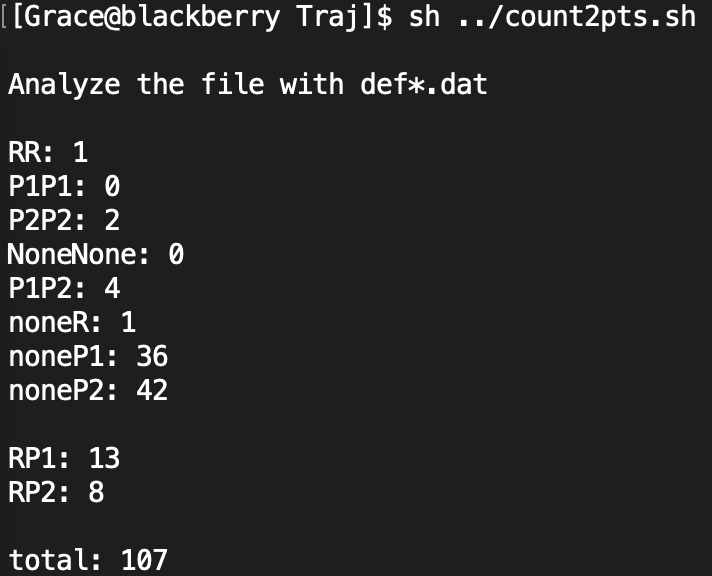 [[Grace@blackberry Traj]$ sh ../count2pts.sh
Analyze the file with def*.dat
RR: 1
P1P1: 0
P2P2: 2
NoneNone: 0
P1P2: 4
noneR: 1
noneP1: 36
noneP2: 42
RP1: 13
RP2: 8
total: 107